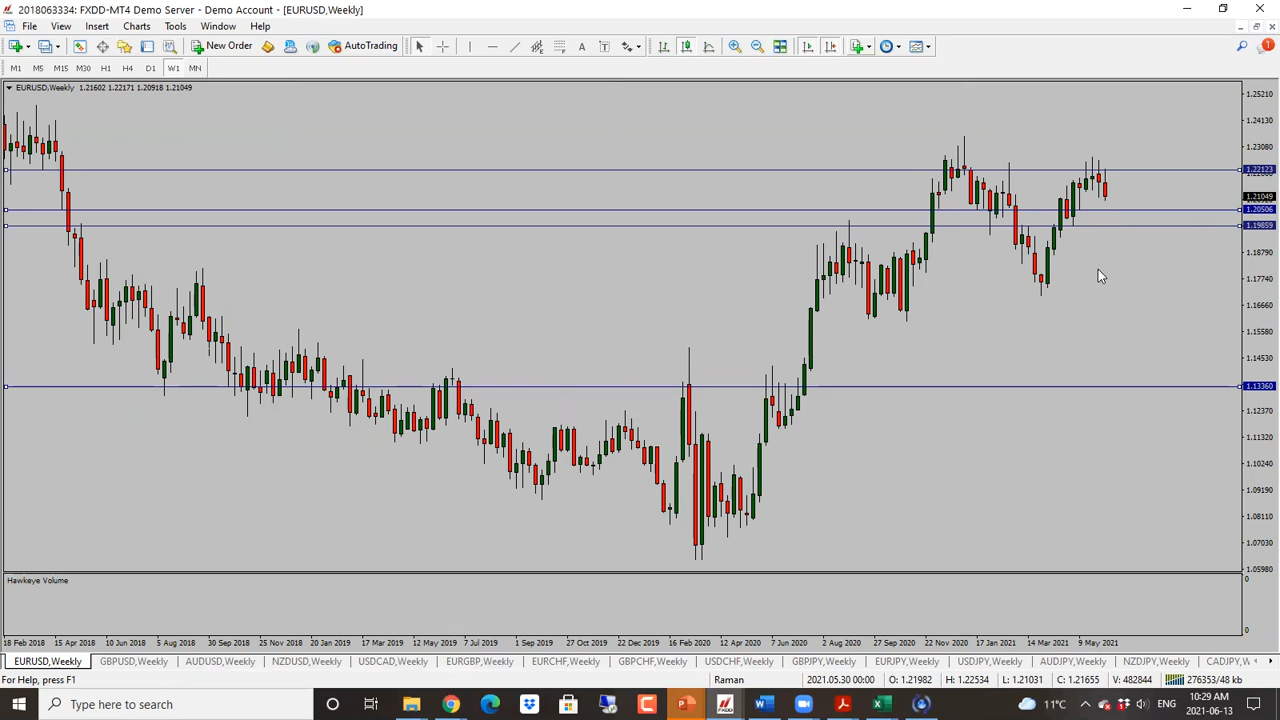 2018063334: FXDD-MT4 Demo Server - Demo Account - [EURUSD,Weekly]
File View Insert Charts Tools Window Help
New Order AutoTrading 1
M1 M5 M15 M30 H1 H4 D1 W1 MN
EURUSD,Weekly 1.21602 1.22171 1.20918 1.21049
1.25210
1.24130
1.23080
1.22123
1.21049
1.20506
1.19859
1.18790
1.17740
1.16660
1.15580
1.14530
1.13360
1.12370
1.11320
1.10240
1.09190
1.08110
1.07030
1.05980
Hawkeye Volume
0
0
18 Feb 2018 15 Apr 2018 10 Jun 2018 5 Aug 2018 30 Sep 2018 25 Nov 2018 20 Jan 2019 17 Mar 2019 12 May 2019 7 Jul 2019 1 Sep 2019 27 Oct 2019 22 Dec 2019 16 Feb 2020 12 Apr 2020 7 Jun 2020 2 Aug 2020 27 Sep 2020 22 Nov 2020 17 Jan 2021 14 Mar 2021 9 May 2021
EURUSD,Weekly GBPUSD,Weekly AUDUSD,Weekly NZDUSD,Weekly USDCAD,Weekly EURGBP,Weekly EURCHF,Weekly GBPCHF,Weekly USDCHF,Weekly GBPJPY,Weekly EURJPY,Weekly USDJPY,Weekly AUDJPY,Weekly NZDJPY,Weekly CADJPY,We
For Help, press F1 Raman 2021.05.30 00:00 O: 1.21982 H: 1.22534 L: 1.21031 C: 1.21655 V: 482844 276353/48 kb
Type here to search 11°C ENG 10:29 AM
2021-06-13